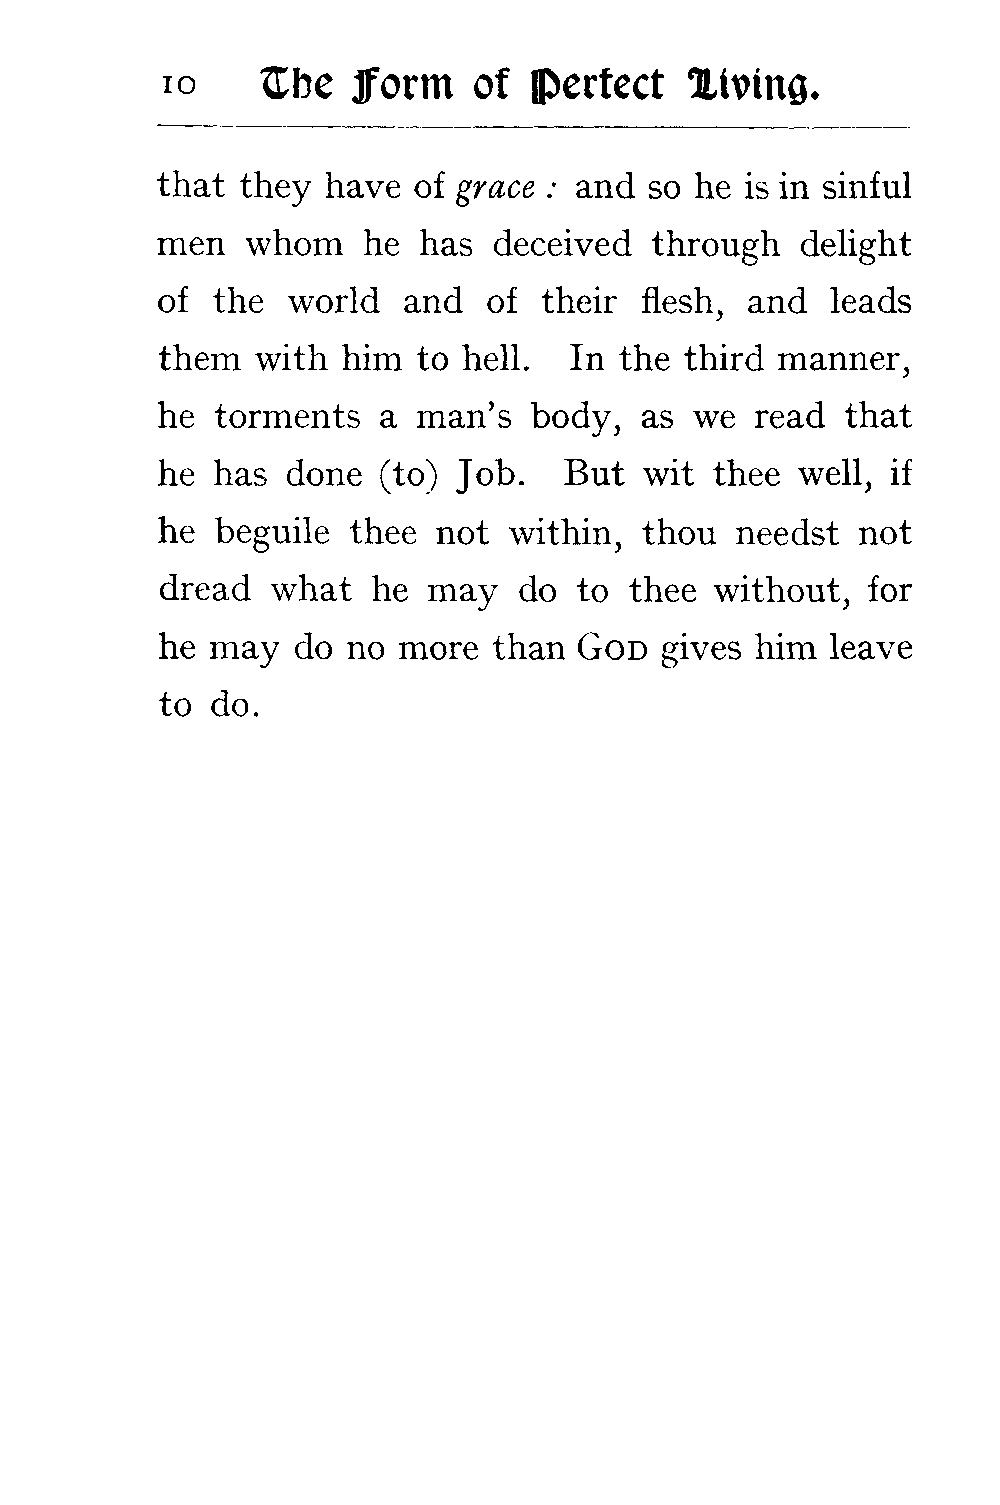 10 The Form of Perfect Living.
that they have of grace : and so he is in sinful
men whom he has deceived through delight
of the world and of their flesh, and leads
them with him to hell. In the third manner,
he torments a man's body, as we read that
he has done (to) Job. But wit thee well, if
he beguile thee not within, thou needst not
dread what he may do to thee without, for
he may do no more than GOD gives him leave
to do.